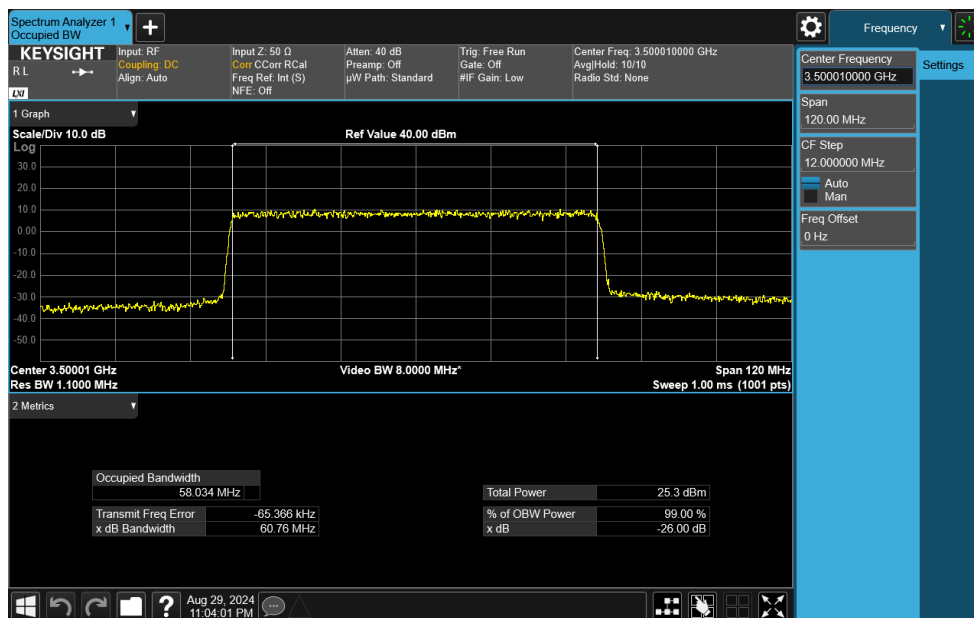 Spectrum Analyzer 1
Occupied BW
Frequency
KEYSIGHT
R L
LXI
Input: RF
Coupling: DC
Align: Auto
Input Z: 50 Ω
Corr CCorr RCal
Freq Ref: Int (S)
NFE: Off
Atten: 40 dB
Preamp: Off
µW Path: Standard
Trig: Free Run
Gate: Off
#IF Gain: Low
Center Freq: 3.500010000 GHz
Avg|Hold: 10/10
Radio Std: None
Center Frequency
3.500010000 GHz
Settings
Span
120.00 MHz
CF Step
12.000000 MHz
Auto
Man
Freq Offset
0 Hz
1 Graph
Scale/Div 10.0 dB
Ref Value 40.00 dBm
Log
30.0
20.0
10.0
0.00
-10.0
-20.0
-30.0
-40.0
-50.0
Center 3.50001 GHz
Video BW 8.0000 MHz*
Span 120 MHz
Res BW 1.1000 MHz
Sweep 1.00 ms (1001 pts)
2 Metrics
Occupied Bandwidth
58.034 MHz
Transmit Freq Error -65.366 kHz
x dB Bandwidth 60.76 MHz
Total Power 25.3 dBm
% of OBW Power 99.00 %
x dB -26.00 dB
Aug 29, 2024
11:04:01 PM